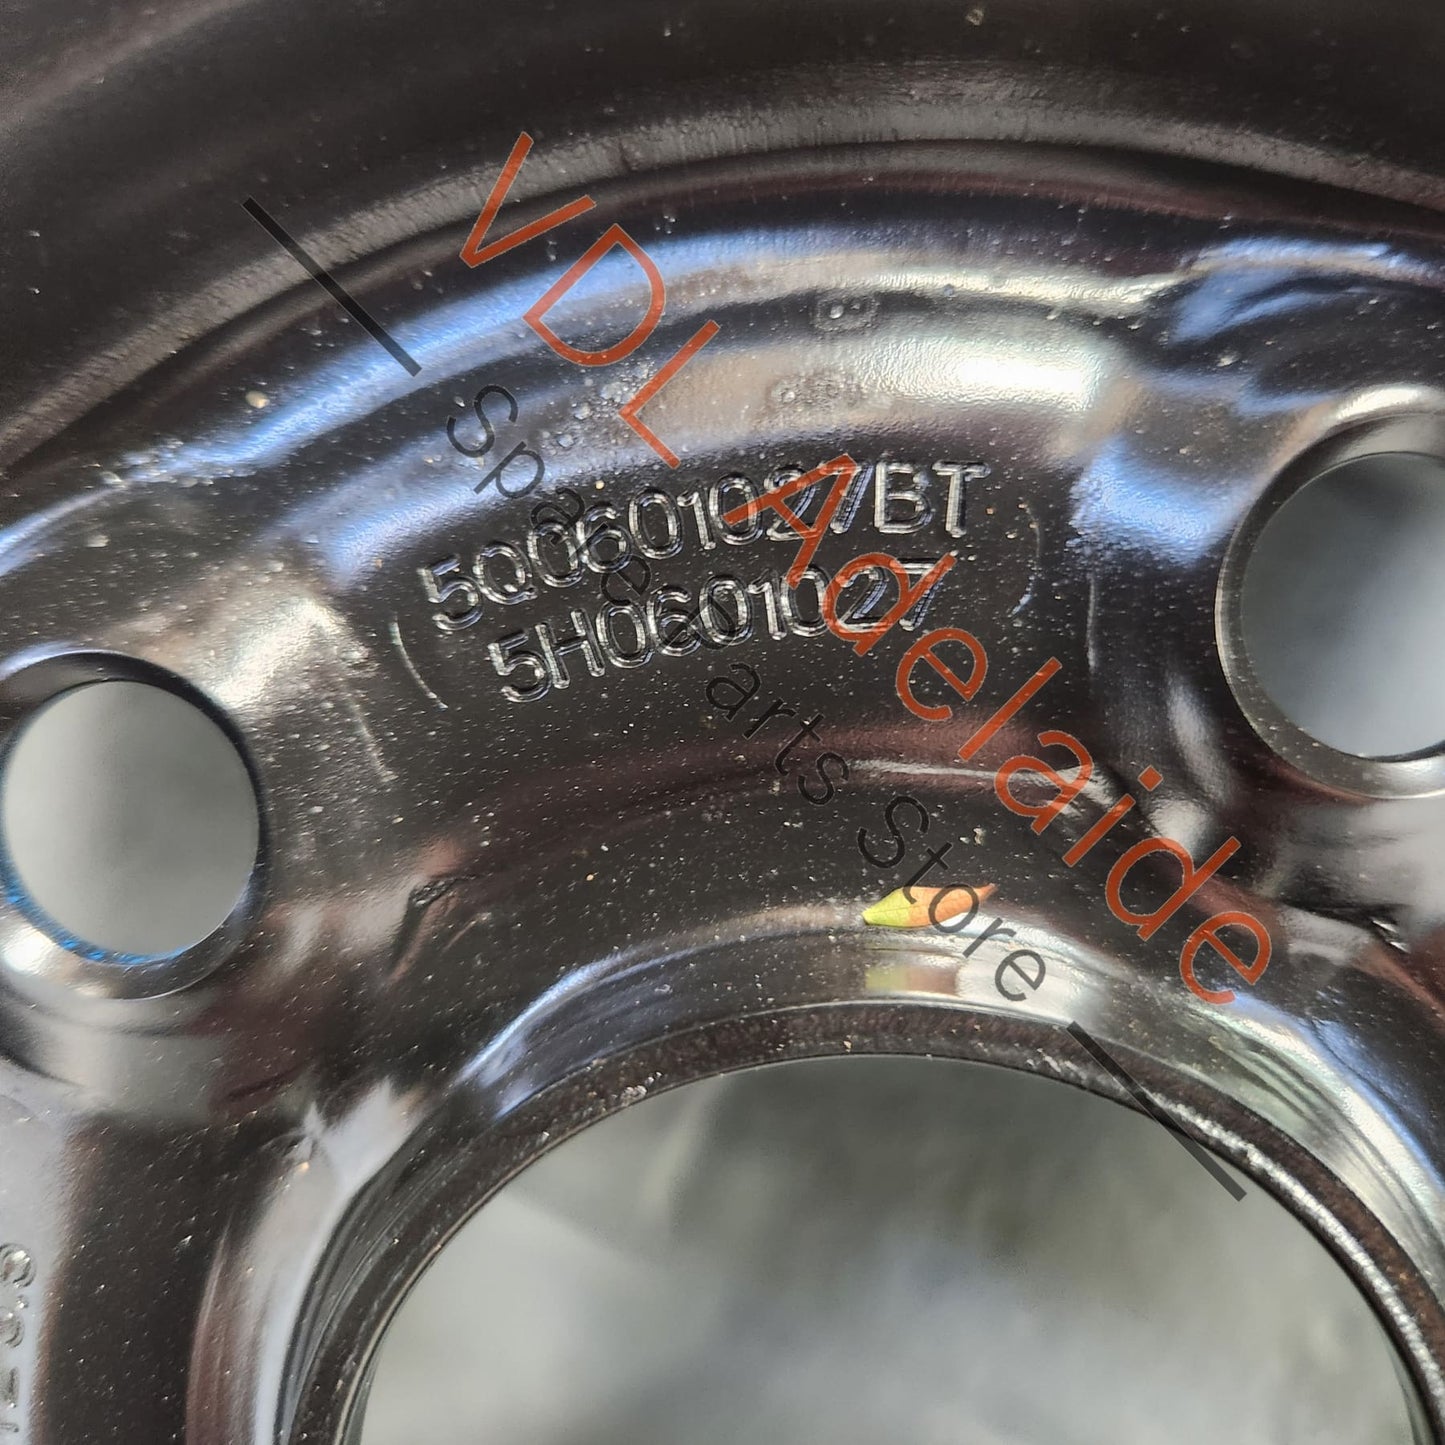 VDL Adelaide
Spare Parts Store
5Q0601027BT
5H0601027